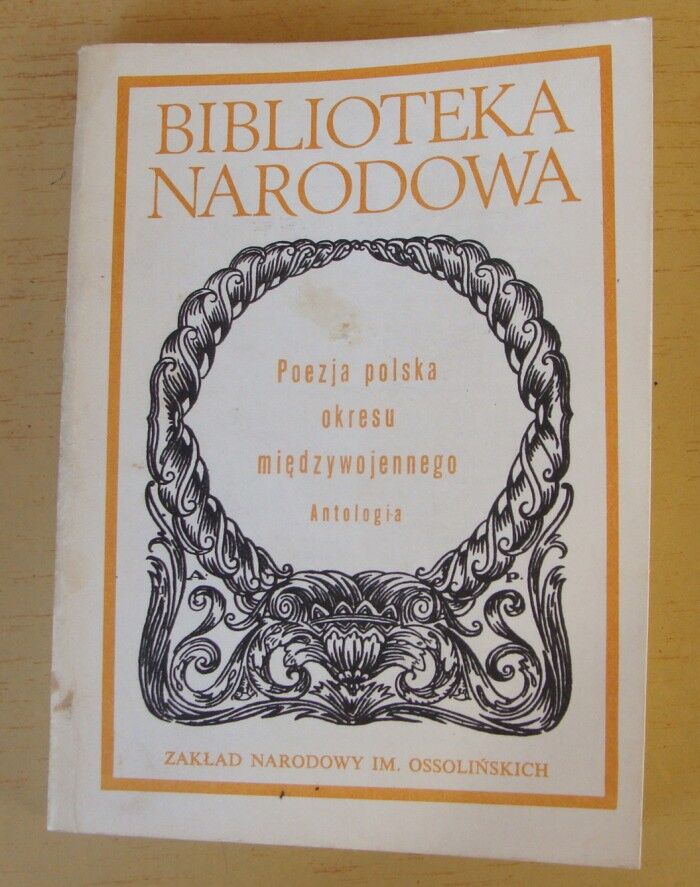 BIBLIOTEKA
NARODOWA
Poezja polska
okresu
międzywojennego
Antologia
A. P.
ZAKŁAD NARODOWY IM. OSSOLIŃSKICH